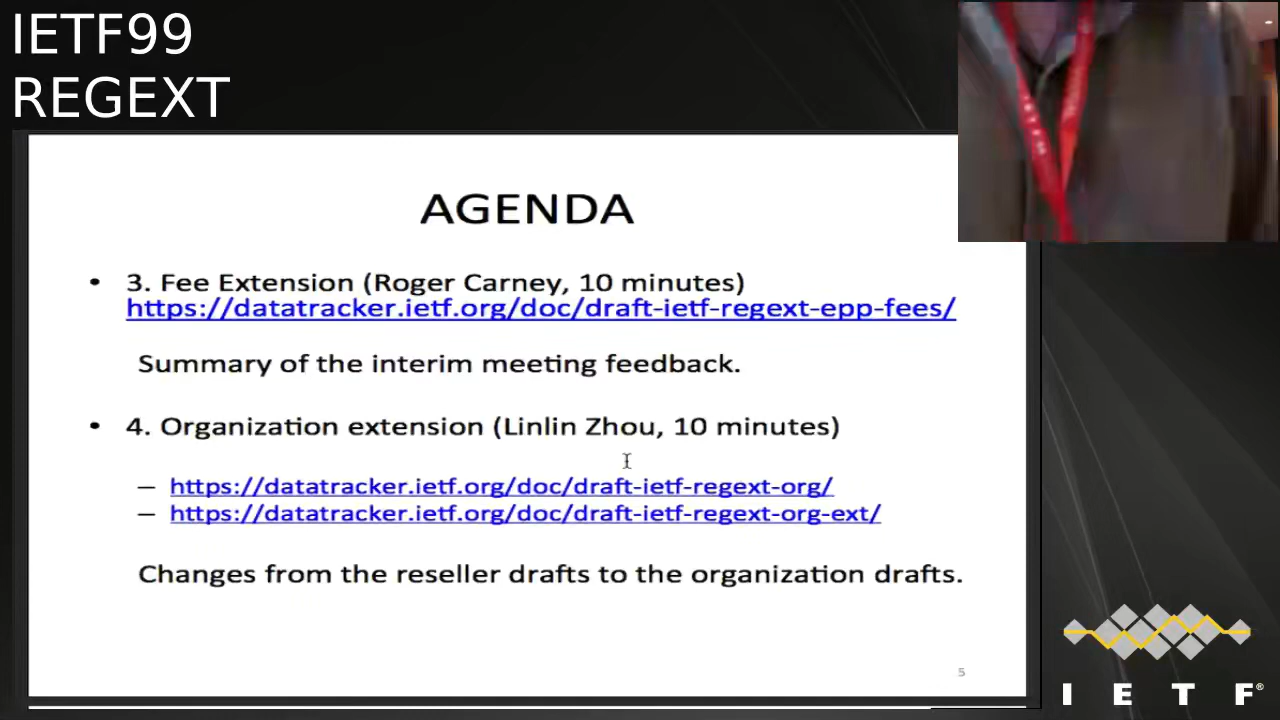 IETF99
REGEXT
AGENDA
• 3. Fee Extension (Roger Carney, 10 minutes)
https://datatracker.ietf.org/doc/draft-ietf-regext-epp-fees/
Summary of the interim meeting feedback.
• 4. Organization extension (Linlin Zhou, 10 minutes)
– https://datatracker.ietf.org/doc/draft-ietf-regext-org/
– https://datatracker.ietf.org/doc/draft-ietf-regext-org-ext/
Changes from the reseller drafts to the organization drafts.
5
I E T F®